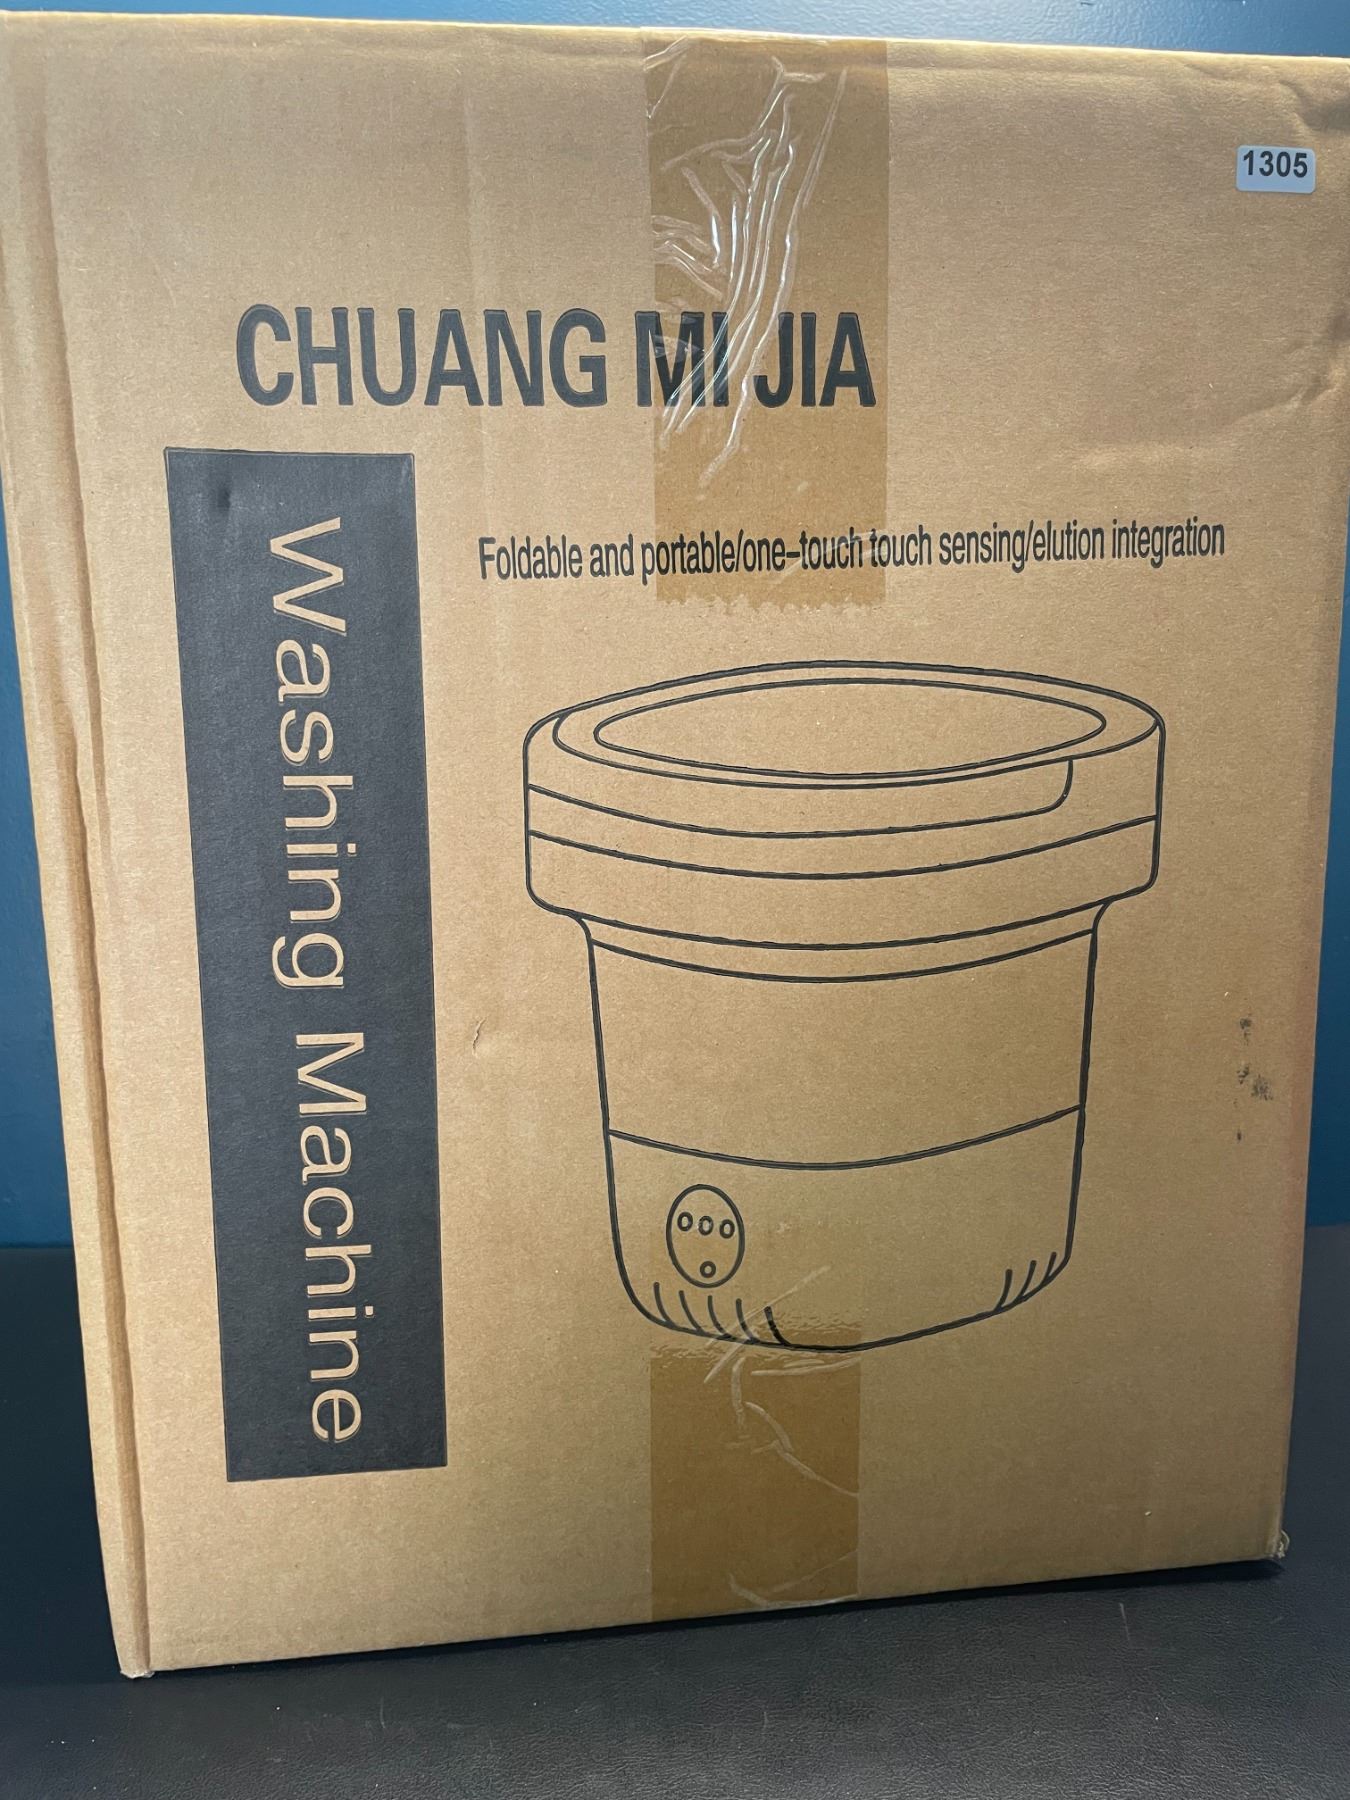 1305
CHUANG MI JIA
Washing Machine
Foldable and portable/one-touch touch sensing/elution integration